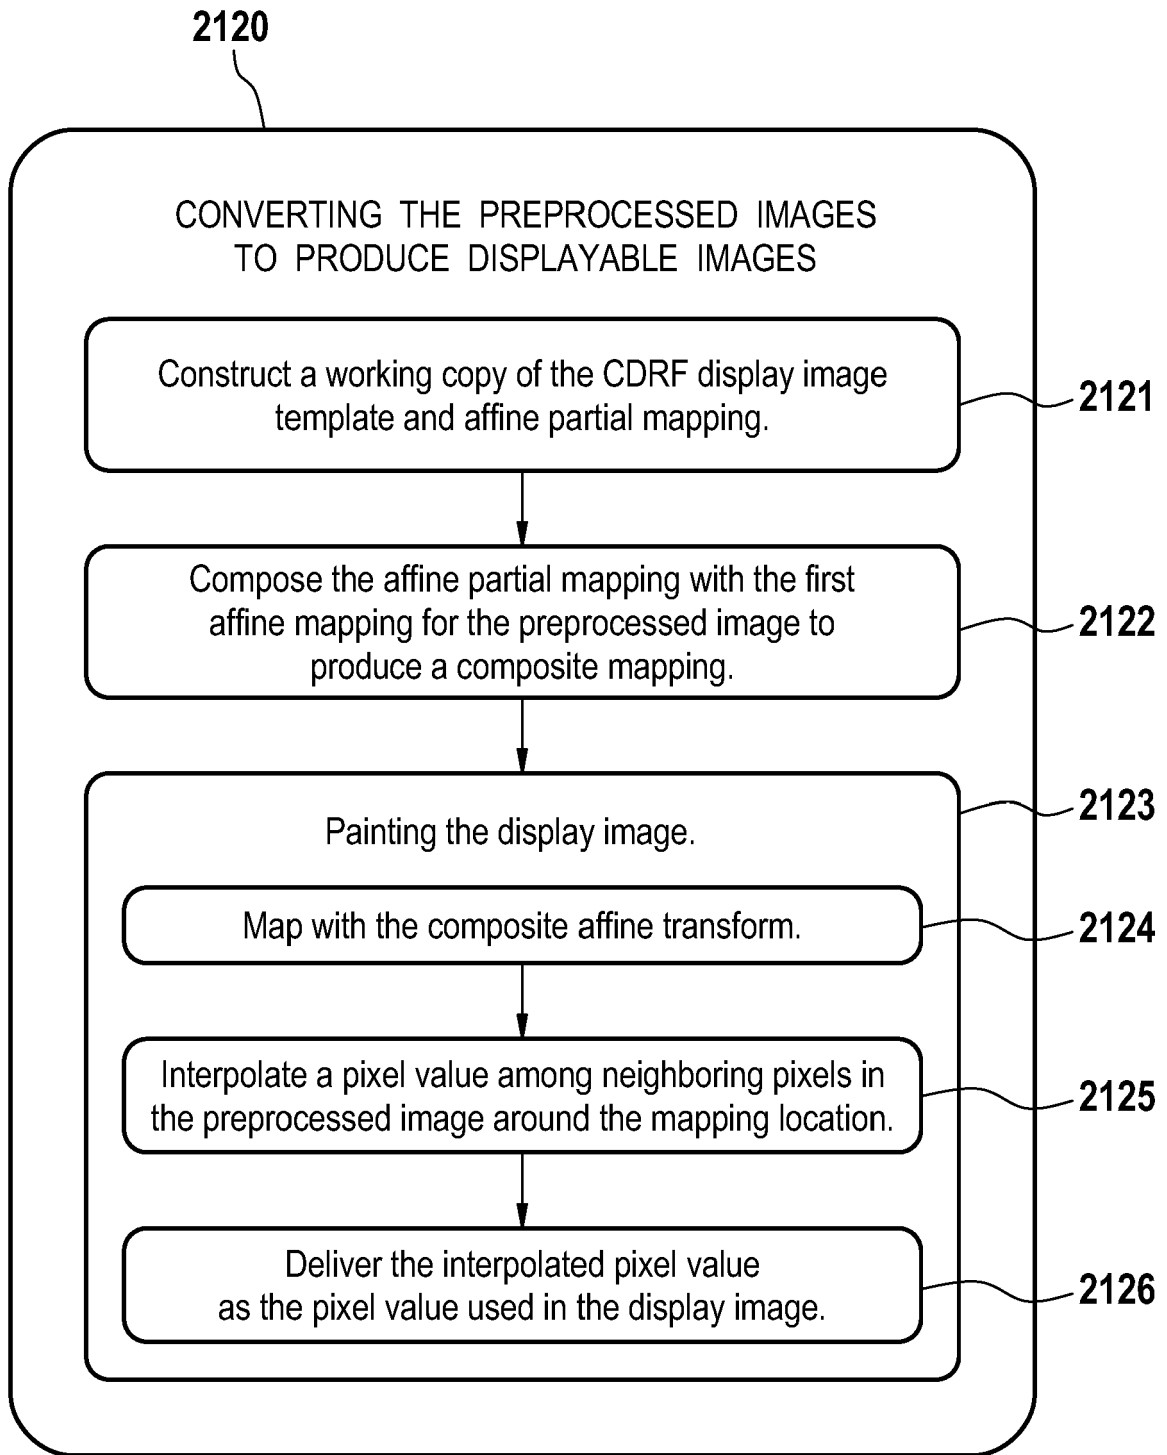 2120
CONVERTING THE PREPROCESSED IMAGES
TO PRODUCE DISPLAYABLE IMAGES
Construct a working copy of the CDRF display image
template and affine partial mapping.
2121
Compose the affine partial mapping with the first
affine mapping for the preprocessed image to
produce a composite mapping.
2122
2123
Painting the display image.
Map with the composite affine transform.
2124
Interpolate a pixel value among neighboring pixels in
the preprocessed image around the mapping location.
2125
Deliver the interpolated pixel value
as the pixel value used in the display image.
2126